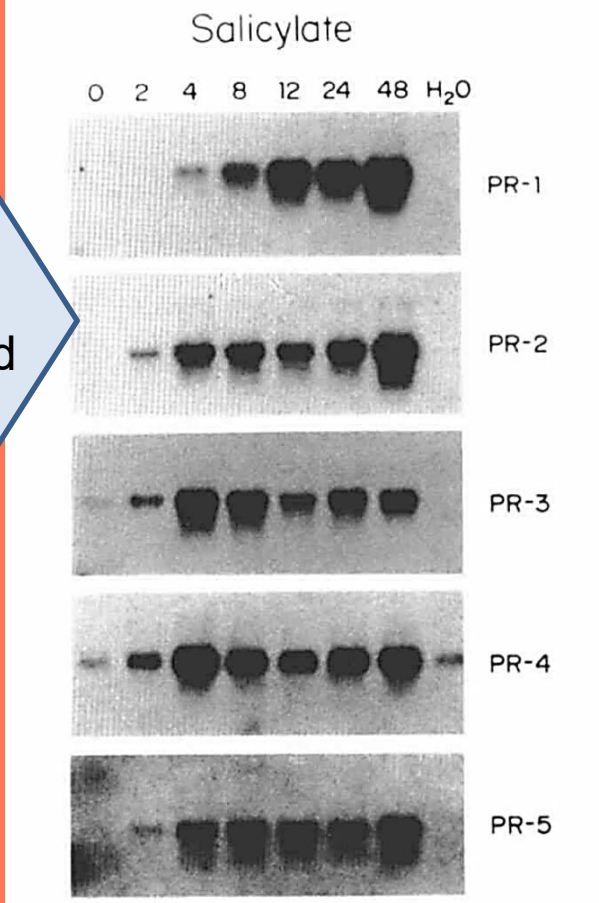 Salicylate
0 2 4 8 12 24 48 H₂O
PR-1
d
PR-2
PR-3
PR-4
PR-5